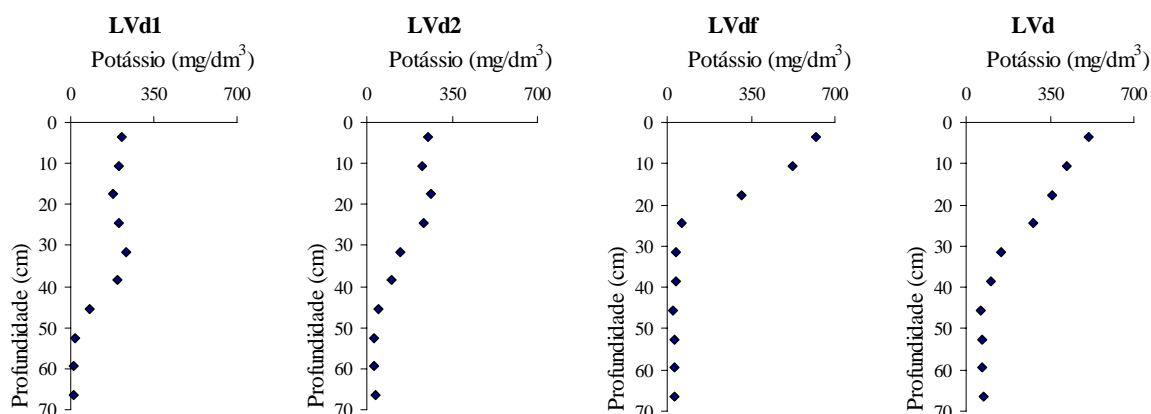 LVd1 LVd2 LVdf LVd
Potássio (mg/dm³) Potássio (mg/dm³) Potássio (mg/dm³) Potássio (mg/dm³)
0 350 700 0 350 700 0 350 700 0 350 700
0 0 0 0
10 10 10 10
20 20 20 20
30 30 30 30
40 40 40 40
50 50 50 50
60 60 60 60
70 70 70 70
Profundidade (cm) Profundidade (cm) Profundidade (cm) Profundidade (cm)